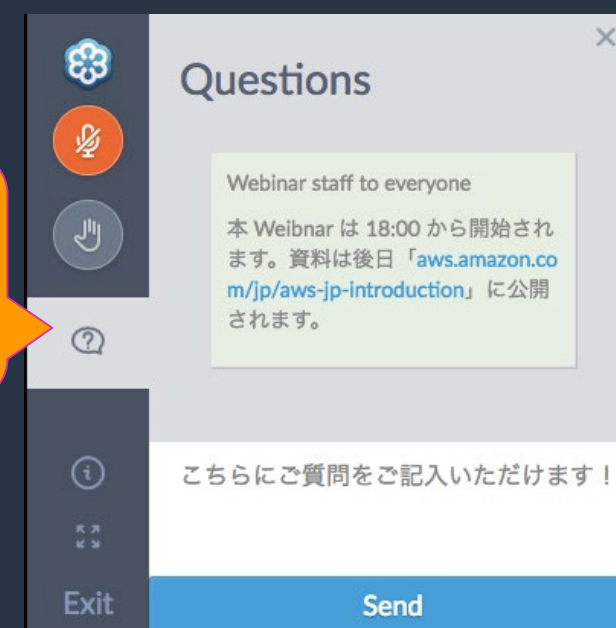 Questions
Webinar staff to everyone
本 Weibnar は 18:00 から開始され
ます。資料は後日「aws.amazon.co
m/jp/aws-jp-introduction」に公開
されます。
こちらにご質問をご記入いただけます！
Exit
Send